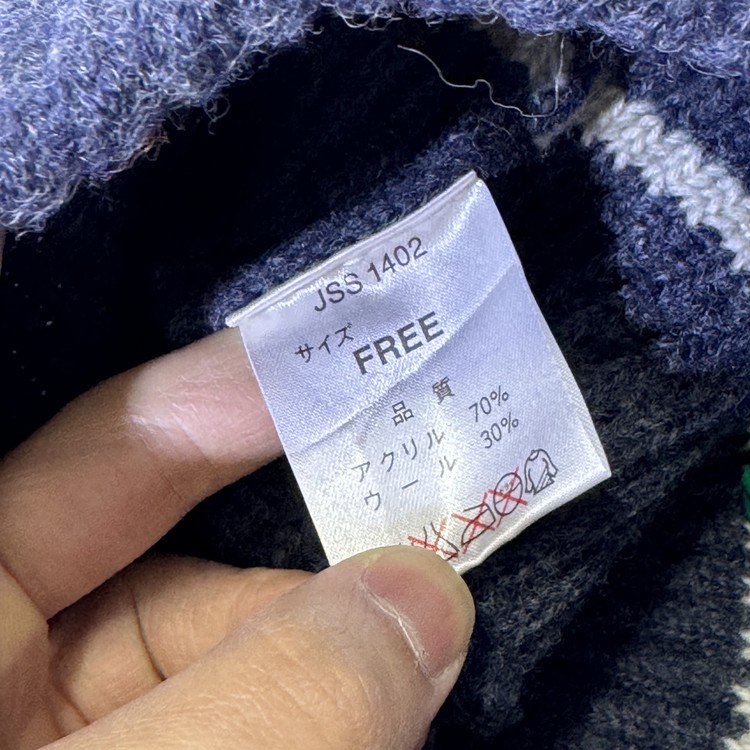 JSS 1402
サイズ FREE
品 質
アクリル 70%
ウール 30%